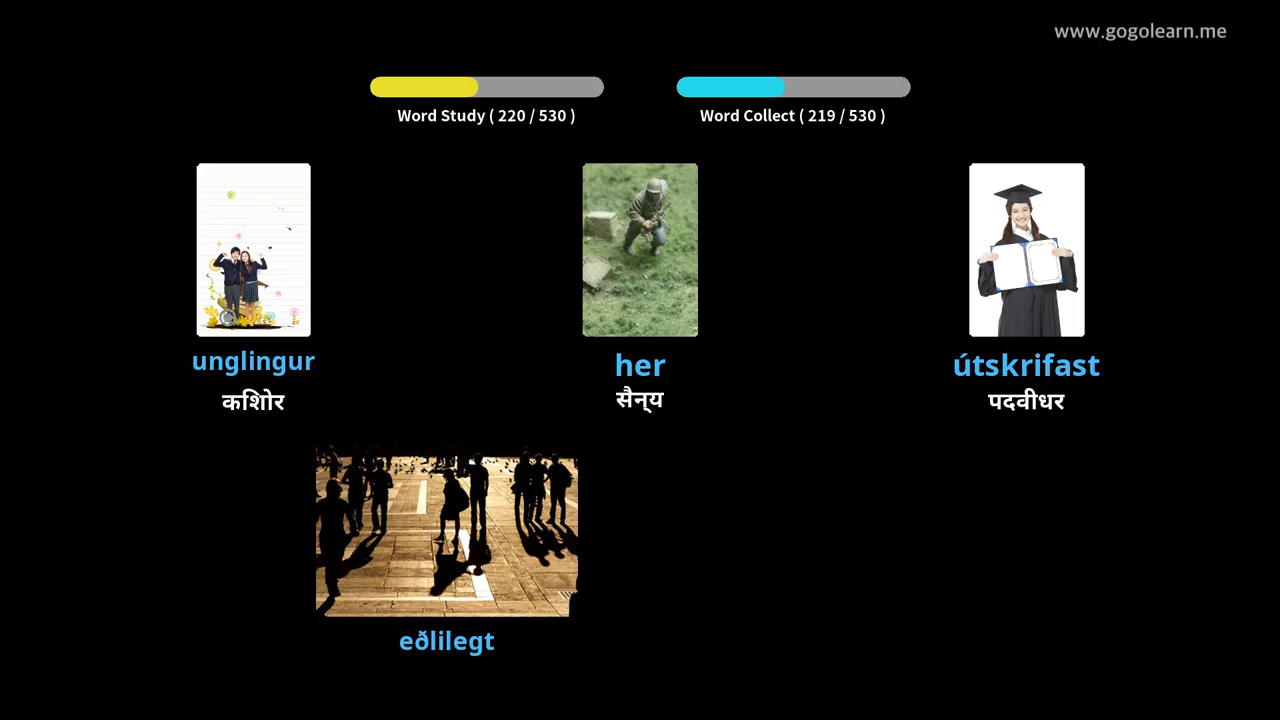 www.gogolearn.me
Word Study ( 220 / 530 )
Word Collect ( 219 / 530 )
unglingur
her
útskrifast
किशोर
सैन्य
पदवीधर
eðlilegt